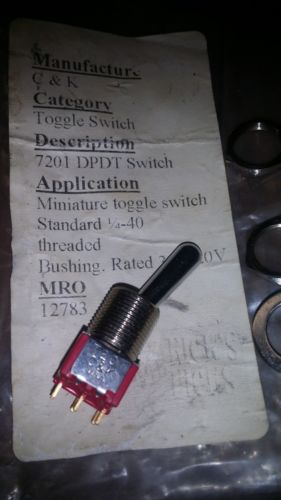 Manufacture
C & K
Category
Toggle Switch
Description
7201 DPDT Switch
Application
Miniature toggle switch
Standard ¼-40
threaded
Bushing. Rated
MRO
12783